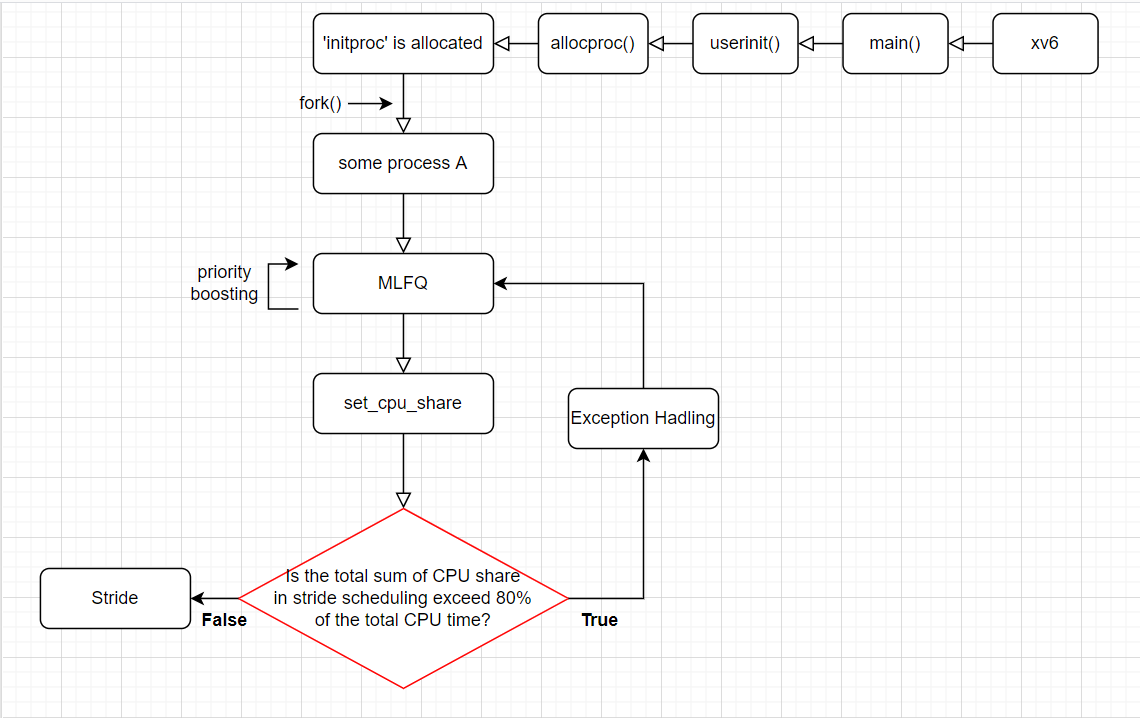 'initproc' is allocated
allocproc()
userinit()
main()
xv6
fork()
some process A
priority
boosting
MLFQ
set_cpu_share
Exception Hadling
Is the total sum of CPU share
in stride scheduling exceed 80%
of the total CPU time?
Stride
False
True